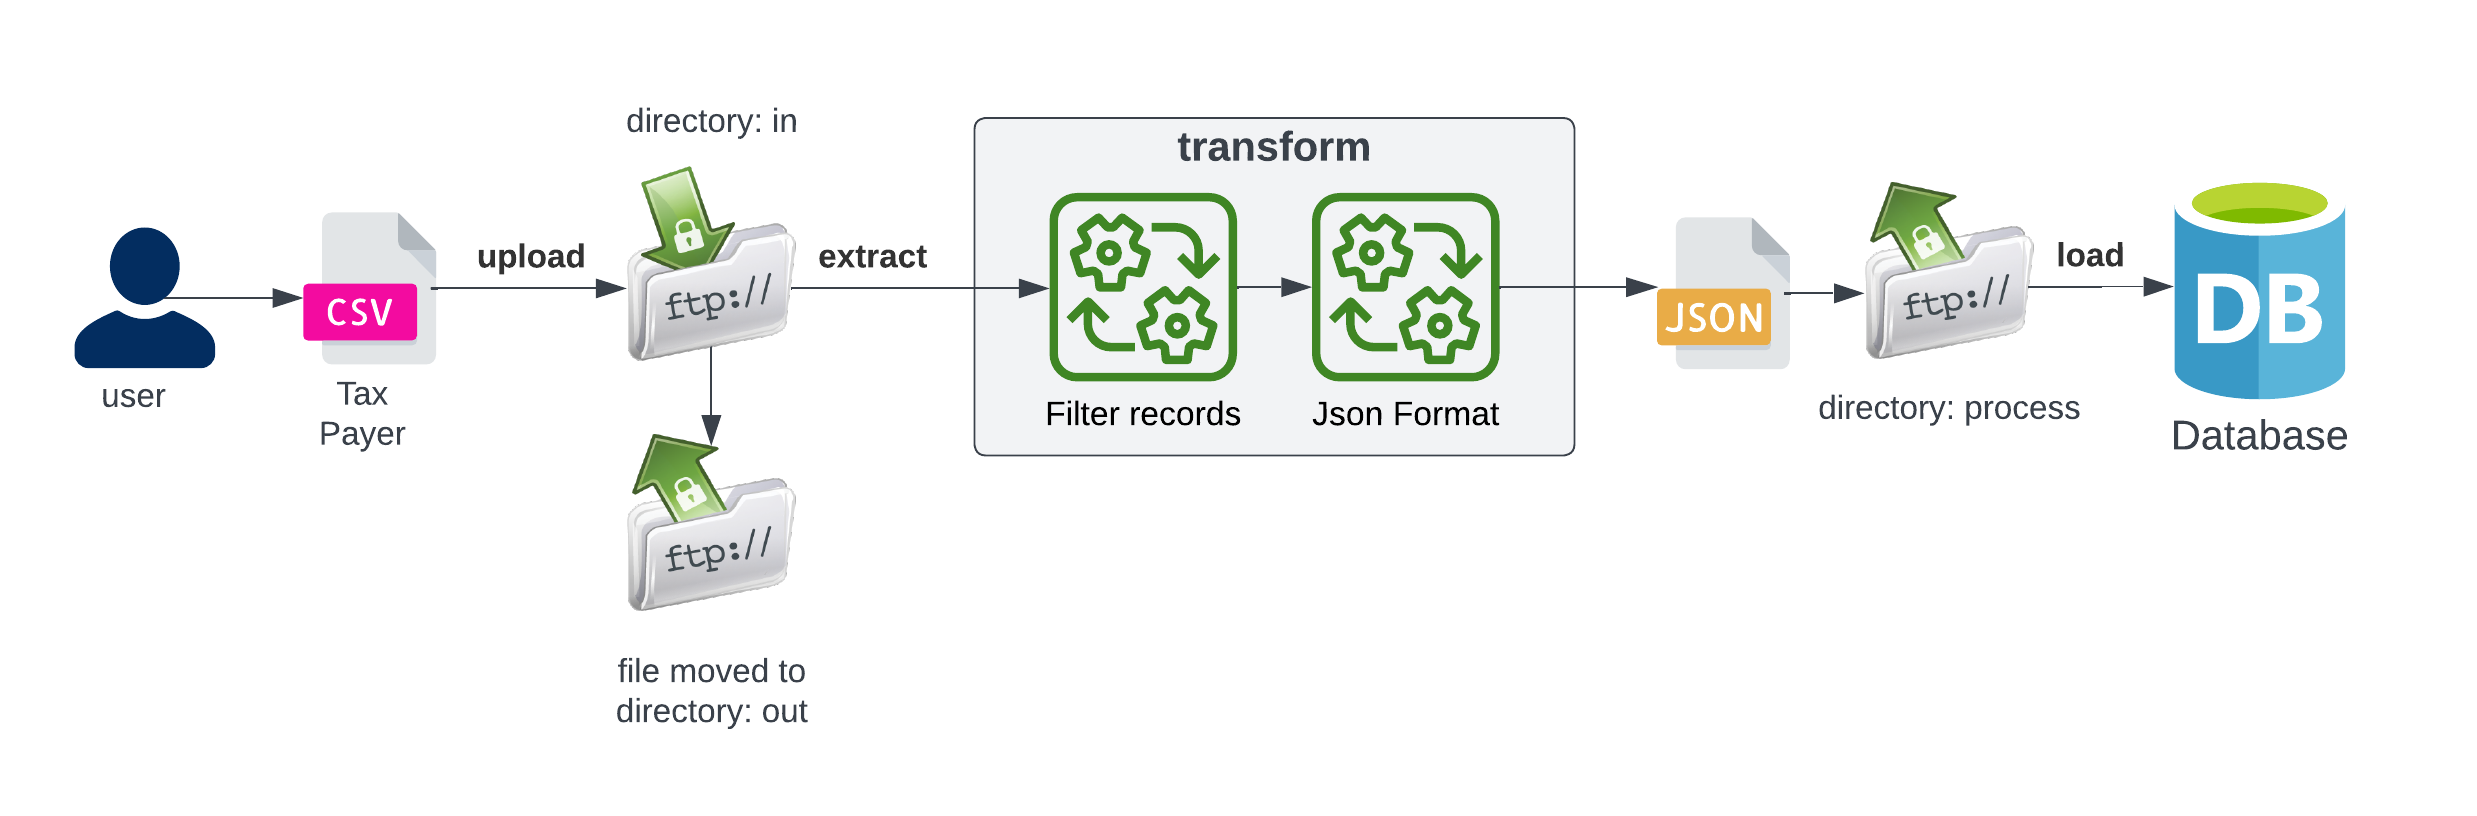 user
CSV
Tax
Payer
upload
directory: in
ftp://
extract
ftp://
file moved to
directory: out
transform
Filter records
Json Format
JSON
ftp://
directory: process
load
DB
Database